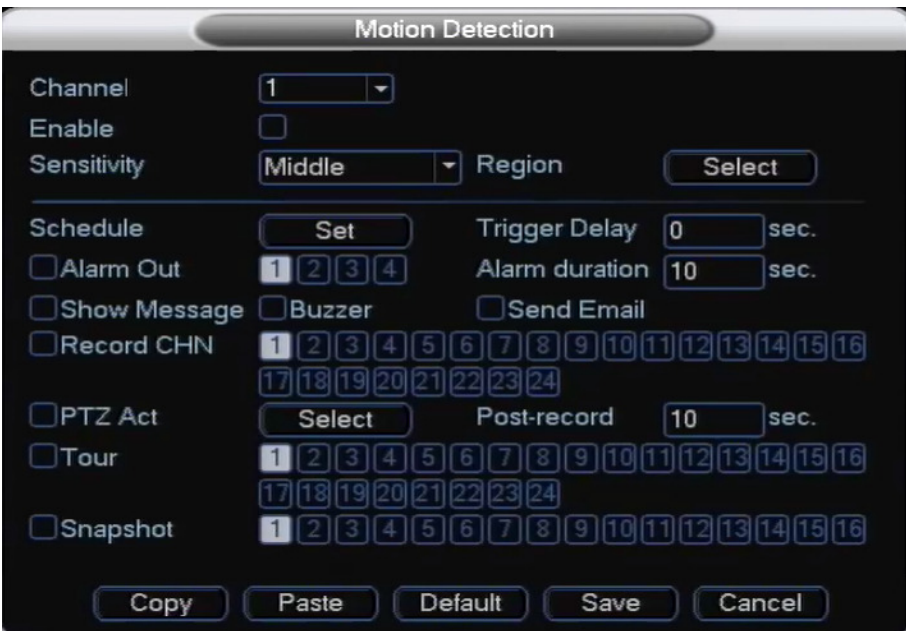 Motion Detection
Channel 1
Enable
Sensitivity Middle Region Select
Schedule Set Trigger Delay 0 sec.
Alarm Out 1 2 3 4 Alarm duration 10 sec.
Show Message Buzzer Send Email
Record CHN 1 2 3 4 5 6 7 8 9 10 11 12 13 14 15 16
17 18 19 20 21 22 23 24
PTZ Act Select Post-record 10 sec.
Tour 1 2 3 4 5 6 7 8 9 10 11 12 13 14 15 16
17 18 19 20 21 22 23 24
Snapshot 1 2 3 4 5 6 7 8 9 10 11 12 13 14 15 16
Copy Paste Default Save Cancel